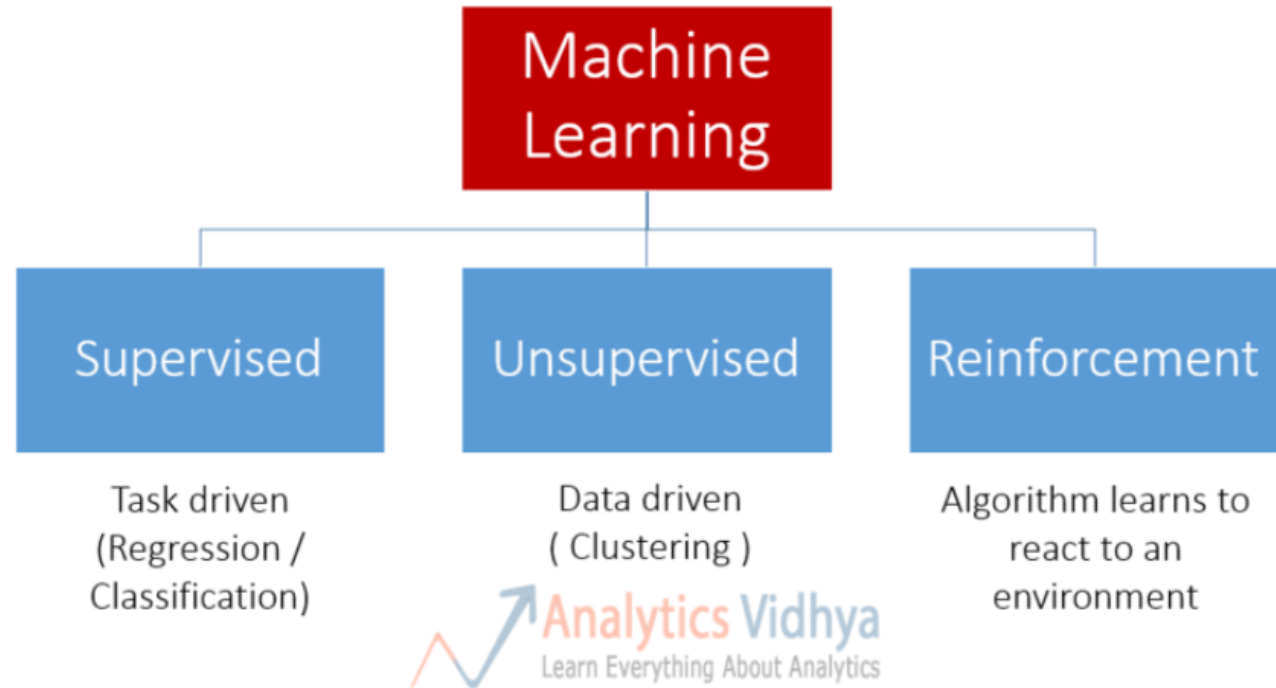 Machine
Learning
Supervised
Unsupervised
Reinforcement
Task driven
(Regression /
Classification)
Data driven
( Clustering )
Algorithm learns to
react to an
environment
Analytics Vidhya
Learn Everything About Analytics